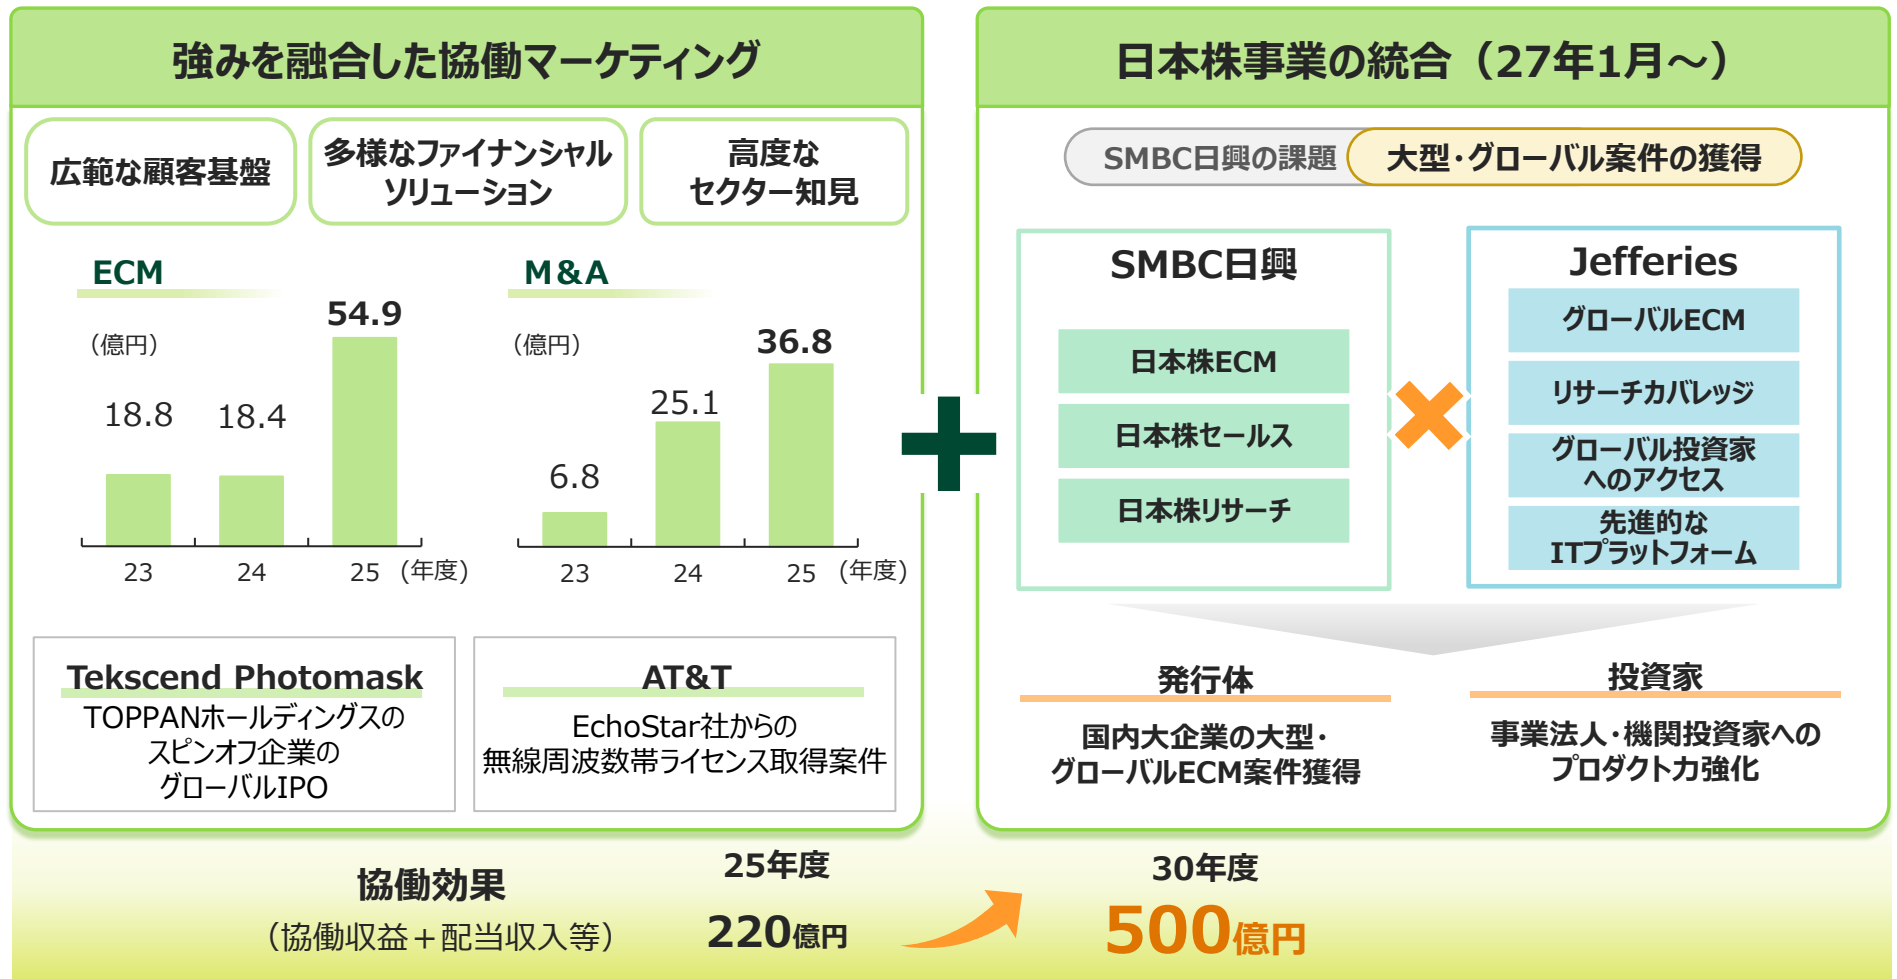 強みを融合した協働マーケティング
広範な顧客基盤
多様なファイナンシャル
ソリューション
高度な
セクター知見
ECM
（億円）
18.8
18.4
54.9
23
24
25
（年度）
M&A
（億円）
6.8
25.1
36.8
23
24
25
（年度）
Tekscend Photomask
TOPPANホールディングスの
スピンオフ企業の
グローバルIPO
AT&T
EchoStar社からの
無線周波数帯ライセンス取得案件
日本株事業の統合（27年1月～）
SMBC日興の課題
大型・グローバル案件の獲得
SMBC日興
日本株ECM
日本株セールス
日本株リサーチ
Jefferies
グローバルECM
リサーチカバレッジ
グローバル投資家
へのアクセス
先進的な
ITプラットフォーム
発行体
国内大企業の大型・
グローバルECM案件獲得
投資家
事業法人・機関投資家への
プロダクト力強化
協働効果
（協働収益＋配当収入等）
25年度
220億円
30年度
500億円